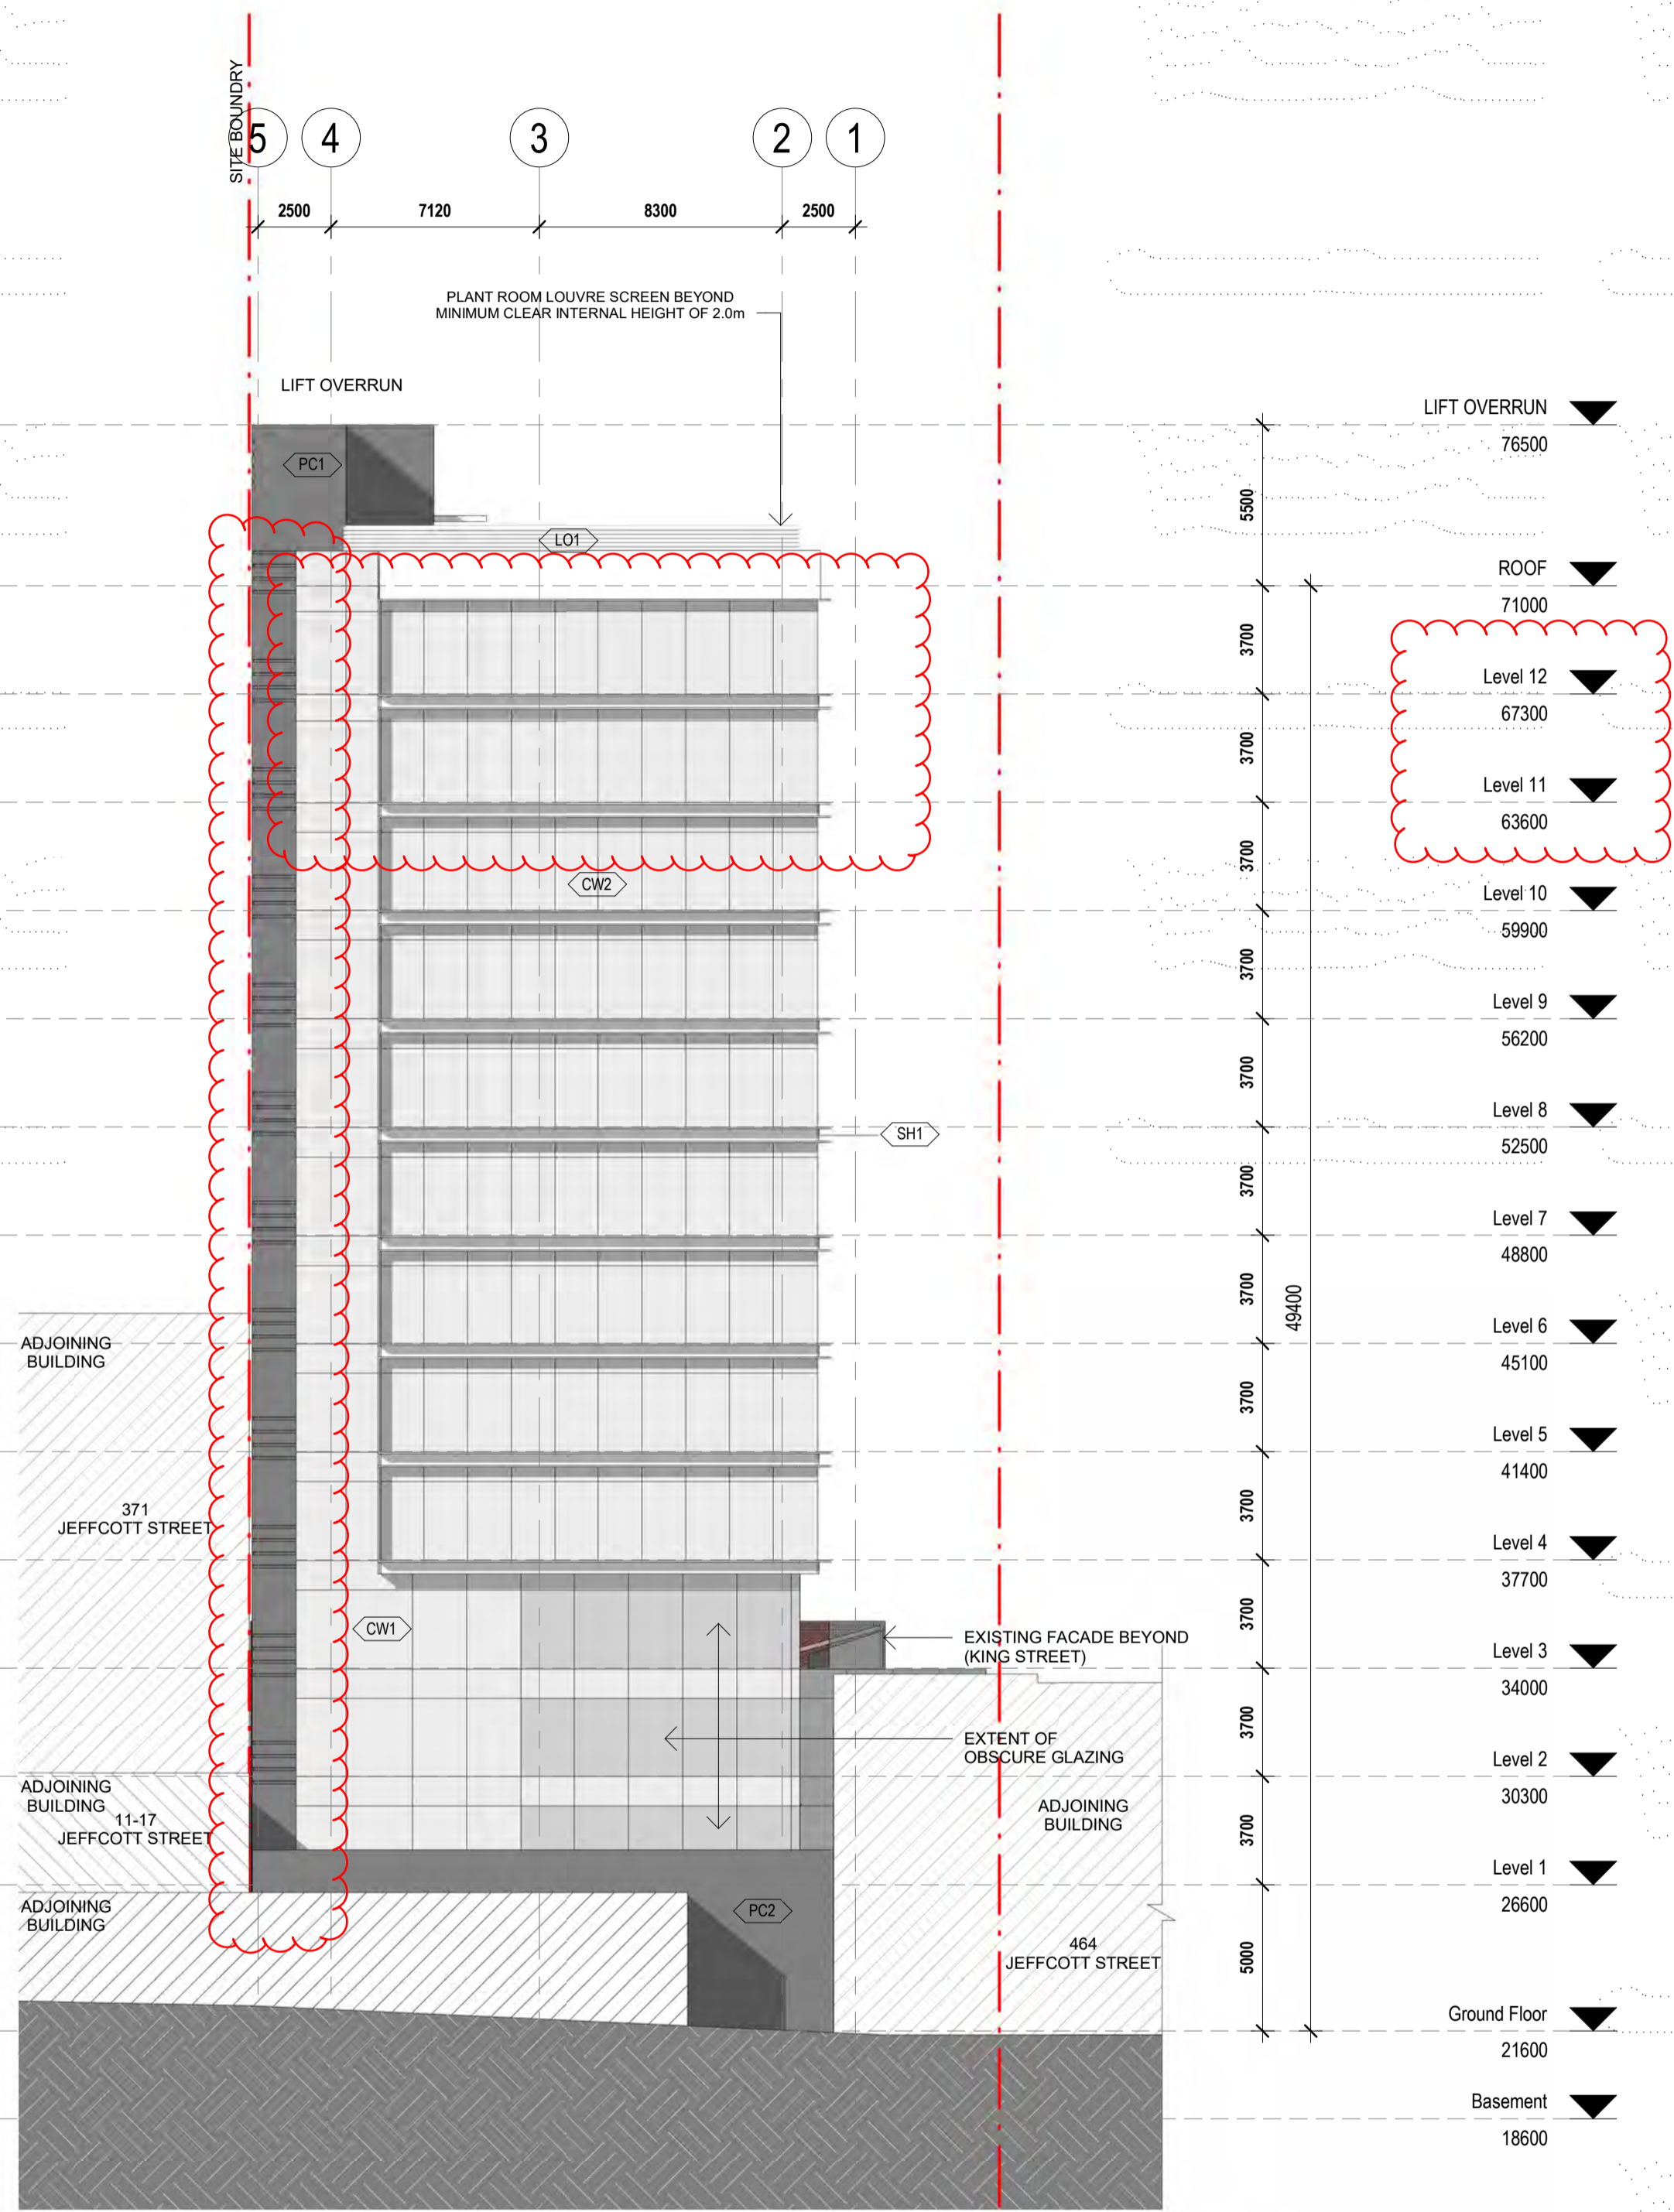 SITE BOUNDRY
5
4
3
2
1
2500
7120
8300
2500
PLANT ROOM LOUVRE SCREEN BEYOND
MINIMUM CLEAR INTERNAL HEIGHT OF 2.0m
LIFT OVERRUN
PC1
LO1
CW2
SH1
CW1
PC2
ADJOINING
BUILDING
371
JEFFCOTT STREET
ADJOINING
BUILDING
11-17
JEFFCOTT STREET
ADJOINING
BUILDING
EXISTING FACADE BEYOND
(KING STREET)
EXTENT OF
OBSCURE GLAZING
ADJOINING
BUILDING
464
JEFFCOTT STREET
5500
3700
3700
3700
3700
3700
3700
3700
3700
3700
3700
3700
3700
5000
49400
LIFT OVERRUN
76500
ROOF
71000
Level 12
67300
Level 11
63600
Level 10
59900
Level 9
56200
Level 8
52500
Level 7
48800
Level 6
45100
Level 5
41400
Level 4
37700
Level 3
34000
Level 2
30300
Level 1
26600
Ground Floor
21600
Basement
18600